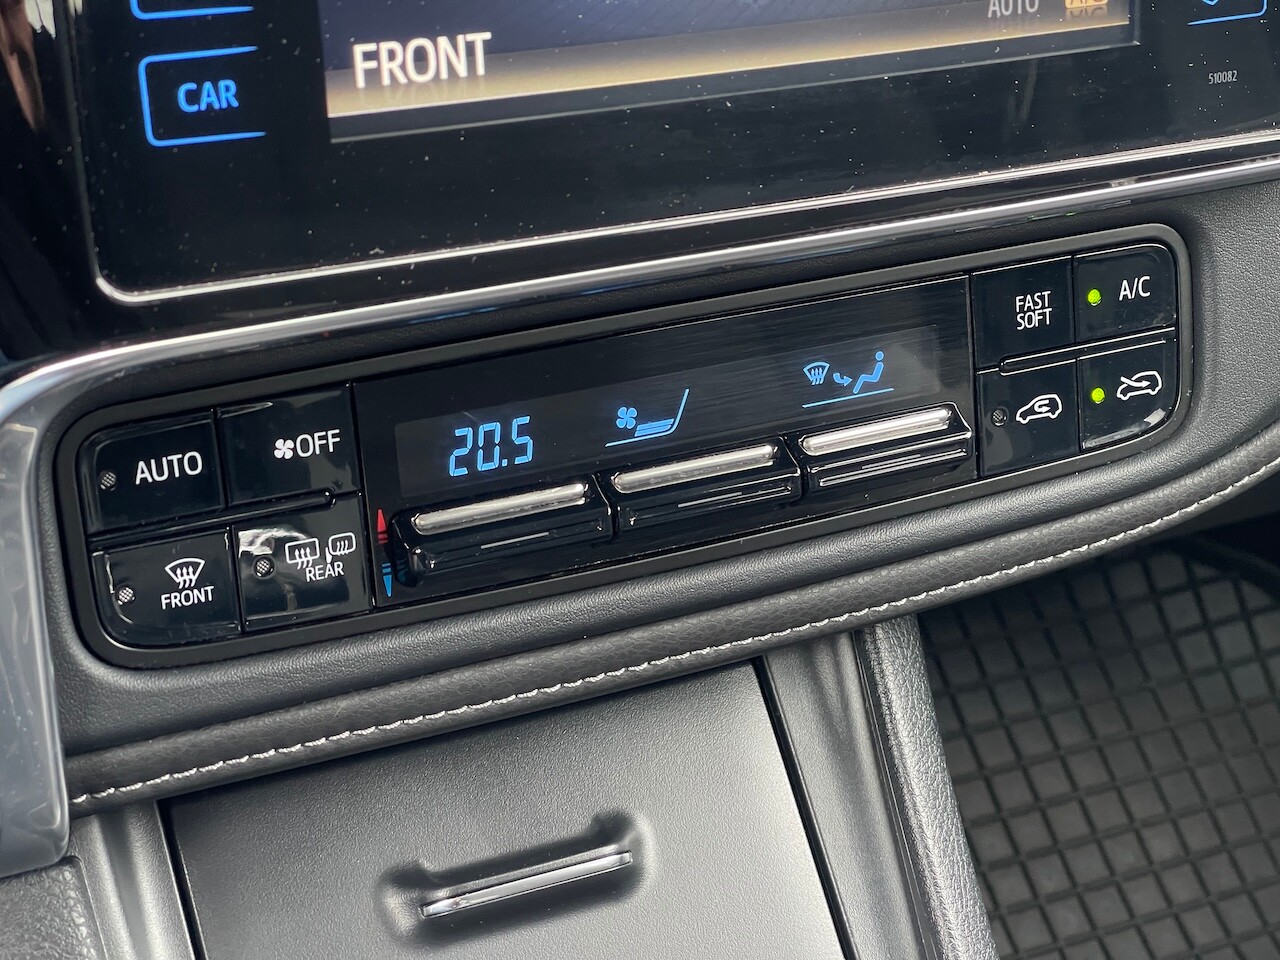 AUTO
FRONT
CAR
510082
FAST
SOFT
A/C
20.5
AUTO
OFF
FRONT
REAR